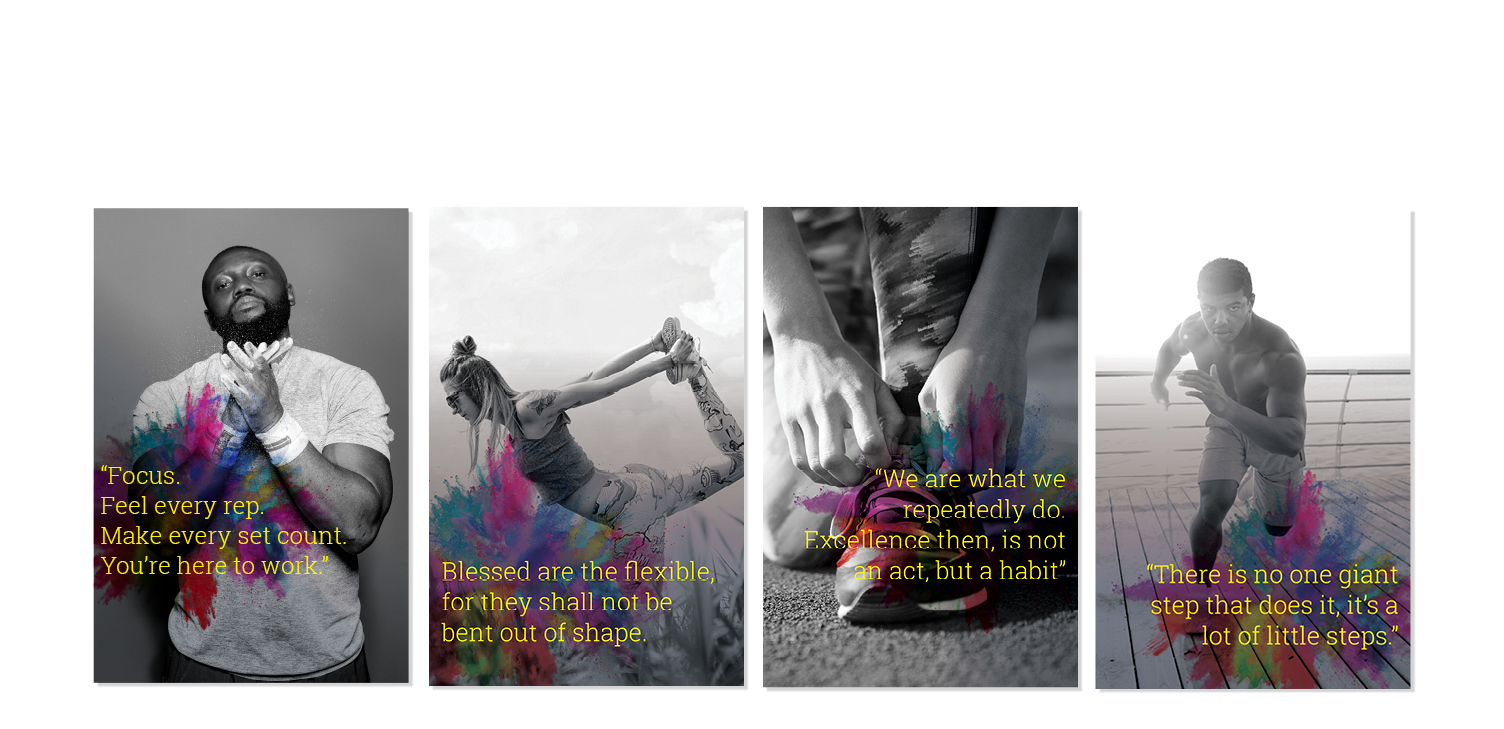 “Focus.
Feel every rep.
Make every set count.
You’re here to work.”
Blessed are the flexible,
for they shall not be
bent out of shape.
“We are what we
repeatedly do.
Excellence then, is not
an act, but a habit”
“There is no one giant
step that does it, it’s a
lot of little steps.”